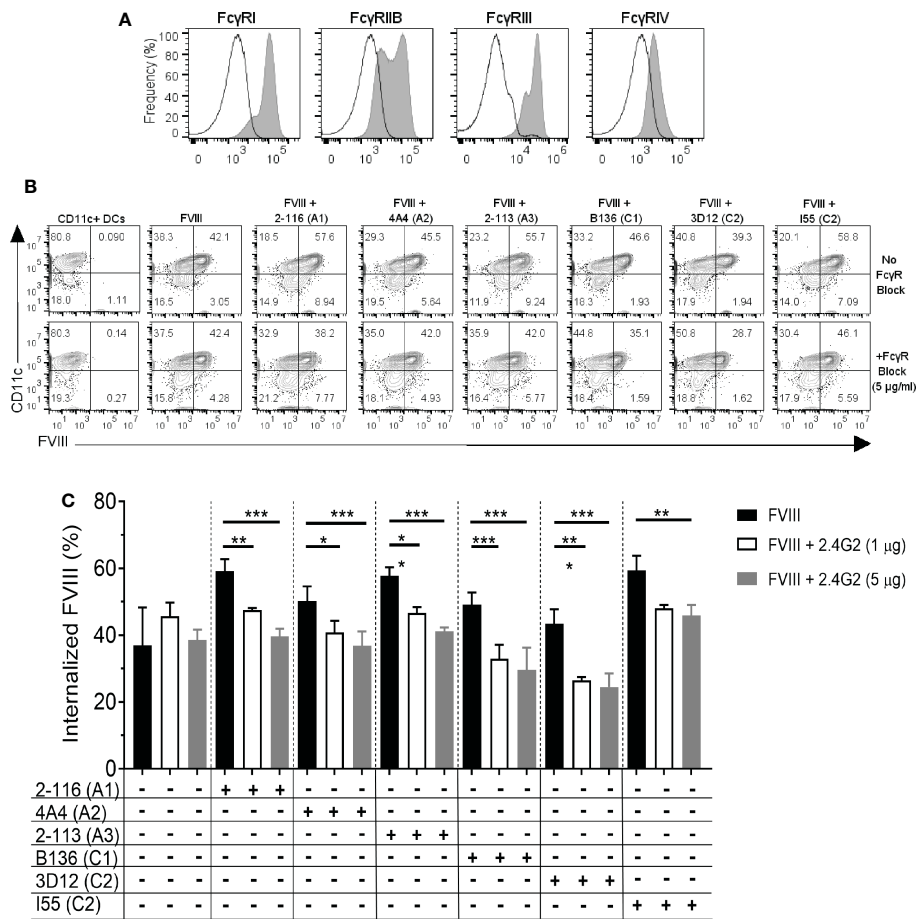 A
FcγRI FcγRIIB FcγRIII FcγRIV
Frequency (%)
100
80
60
40
20
0
0 10³ 10⁵ 0 10³ 10⁵ 0 10⁴ 10⁶ 0 10³ 10⁵
B
FVIII + FVIII + FVIII + FVIII + FVIII + FVIII +
CD11c+ DCs FVIII 2-116 (A1) 4A4 (A2) 2-113 (A3) B136 (C1) 3D12 (C2) I55 (C2)
80.8 0.090 38.3 42.1 18.5 57.6 29.3 45.5 23.2 55.7 33.2 46.6 40.8 39.3 20.1 58.8
No
FcγR
Block
18.0 1.11 16.5 3.05 14.9 8.94 19.5 5.64 11.9 9.24 18.3 1.93 17.9 1.94 14.0 7.09
80.3 0.14 37.5 42.4 32.9 38.2 35.0 42.0 35.9 42.0 44.8 35.1 50.8 28.7 30.4 46.1
+FcγR
Block
(5 µg/ml)
19.3 0.27 15.8 4.28 21.2 7.77 18.1 4.93 16.4 5.77 18.4 1.59 18.8 1.62 17.9 5.59
CD11c
FVIII
C
Internalized FVIII (%)
80
60
40
20
0
*** *** *** *** *** **
** * * *** **
* *
FVIII
FVIII + 2.4G2 (1 µg)
FVIII + 2.4G2 (5 µg)
2-116 (A1) - - - + + + - - - - - - - - - - - - - - -
4A4 (A2) - - - - - - + + + - - - - - - - - - - - -
2-113 (A3) - - - - - - - - - + + + - - - - - - - - -
B136 (C1) - - - - - - - - - - - - + + + - - - - - -
3D12 (C2) - - - - - - - - - - - - - - - + + + - - -
I55 (C2) - - - - - - - - - - - - - - - - - - + + +